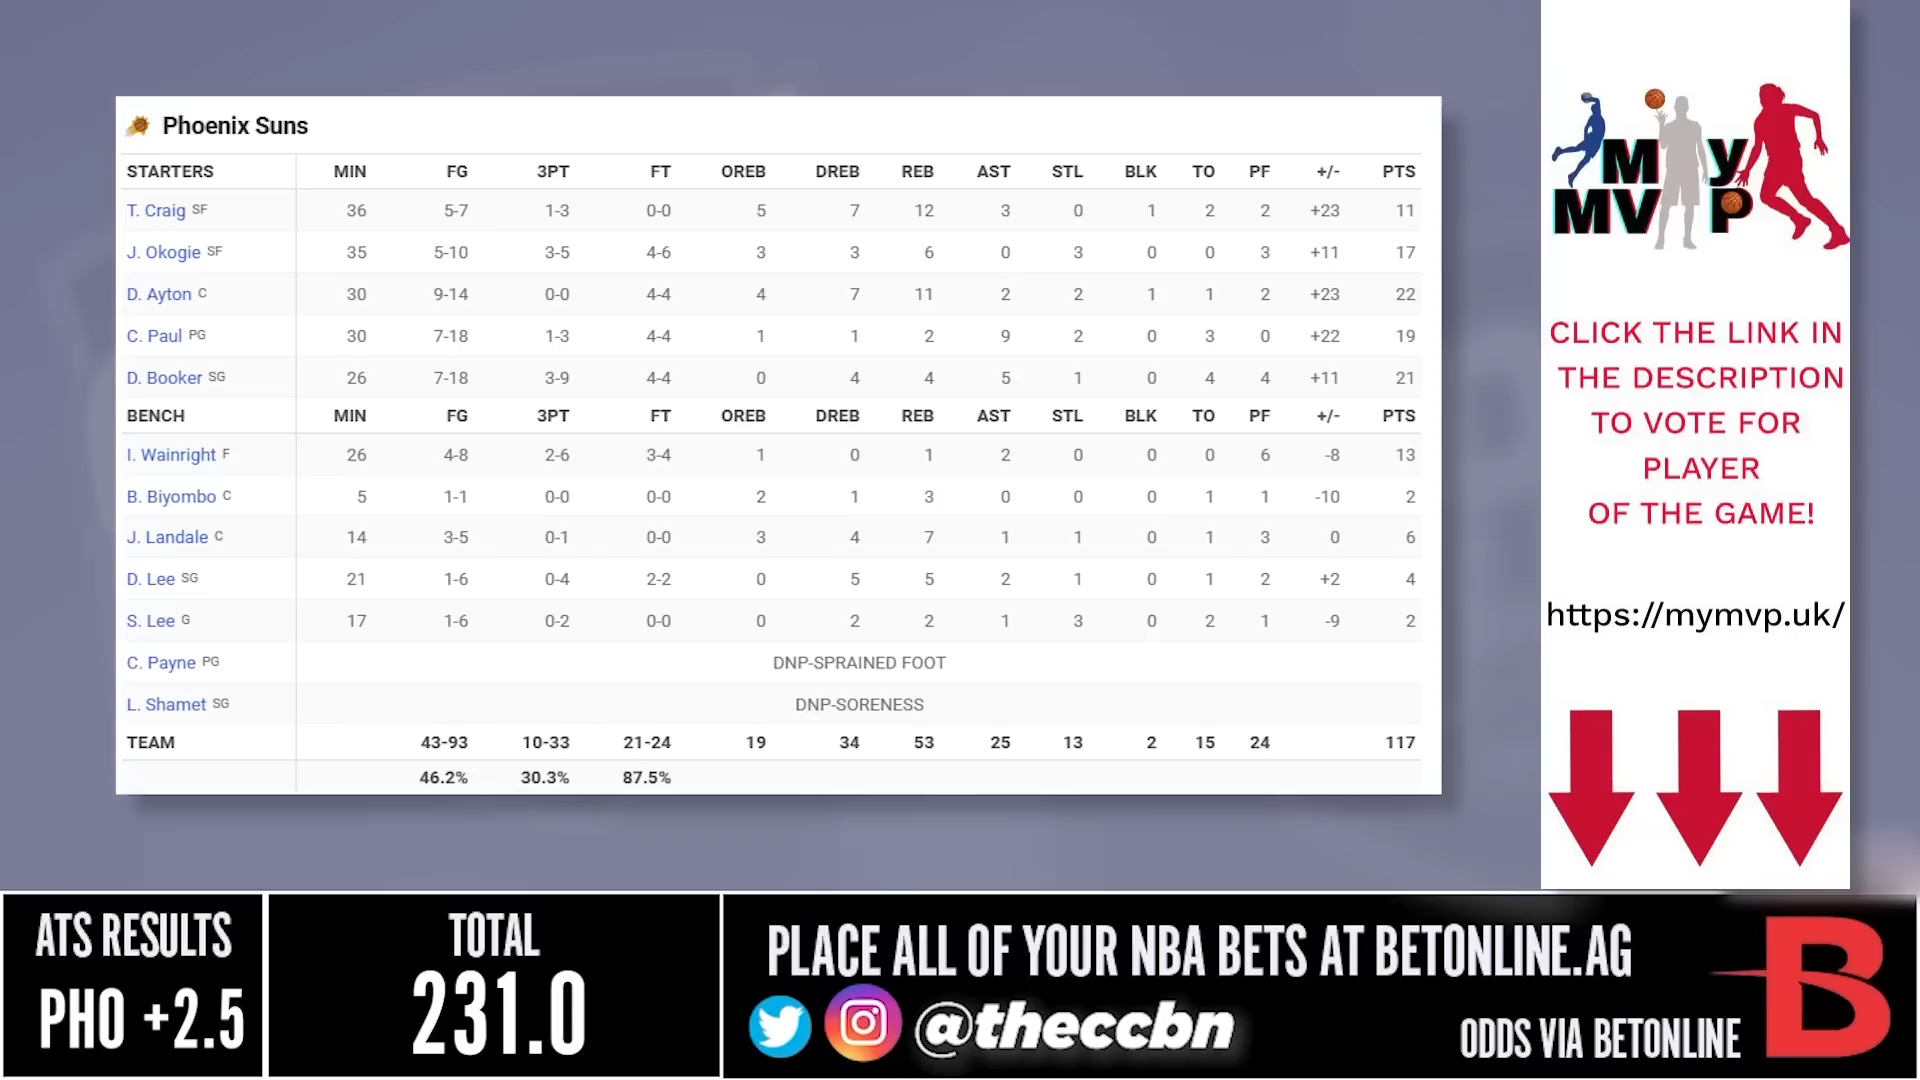 Phoenix Suns
STARTERS MIN FG 3PT FT OREB DREB REB AST STL BLK TO PF +/- PTS
T. Craig SF 36 5-7 1-3 0-0 5 7 12 3 0 1 2 2 +23 11
J. Okogie SF 35 5-10 3-5 4-6 3 3 6 0 3 0 0 3 +11 17
D. Ayton C 30 9-14 0-0 4-4 4 7 11 2 2 1 1 2 +23 22
C. Paul PG 30 7-18 1-3 4-4 1 1 2 9 2 0 3 0 +22 19
D. Booker SG 26 7-18 3-9 4-4 0 4 4 5 1 0 4 4 +11 21
BENCH MIN FG 3PT FT OREB DREB REB AST STL BLK TO PF +/- PTS
I. Wainright F 26 4-8 2-6 3-4 1 0 1 2 0 0 0 6 -8 13
B. Biyombo C 5 1-1 0-0 0-0 2 1 3 0 0 0 1 1 -10 2
J. Landale C 14 3-5 0-1 0-0 3 4 7 1 1 0 1 3 0 6
D. Lee SG 21 1-6 0-4 2-2 0 5 5 2 1 0 1 2 +2 4
S. Lee G 17 1-6 0-2 0-0 0 2 2 1 3 0 2 1 -9 2
C. Payne PG DNP-SPRAINED FOOT
L. Shamet SG DNP-SORENESS
TEAM 43-93 10-33 21-24 19 34 53 25 13 2 15 24 117
46.2% 30.3% 87.5%
My
MVP
CLICK THE LINK IN
THE DESCRIPTION
TO VOTE FOR
PLAYER
OF THE GAME!
https://mymvp.uk/
ATS RESULTS
PHO +2.5
TOTAL
231.0
PLACE ALL OF YOUR NBA BETS AT BETONLINE.AG
@theccbn
ODDS VIA BETONLINE
B